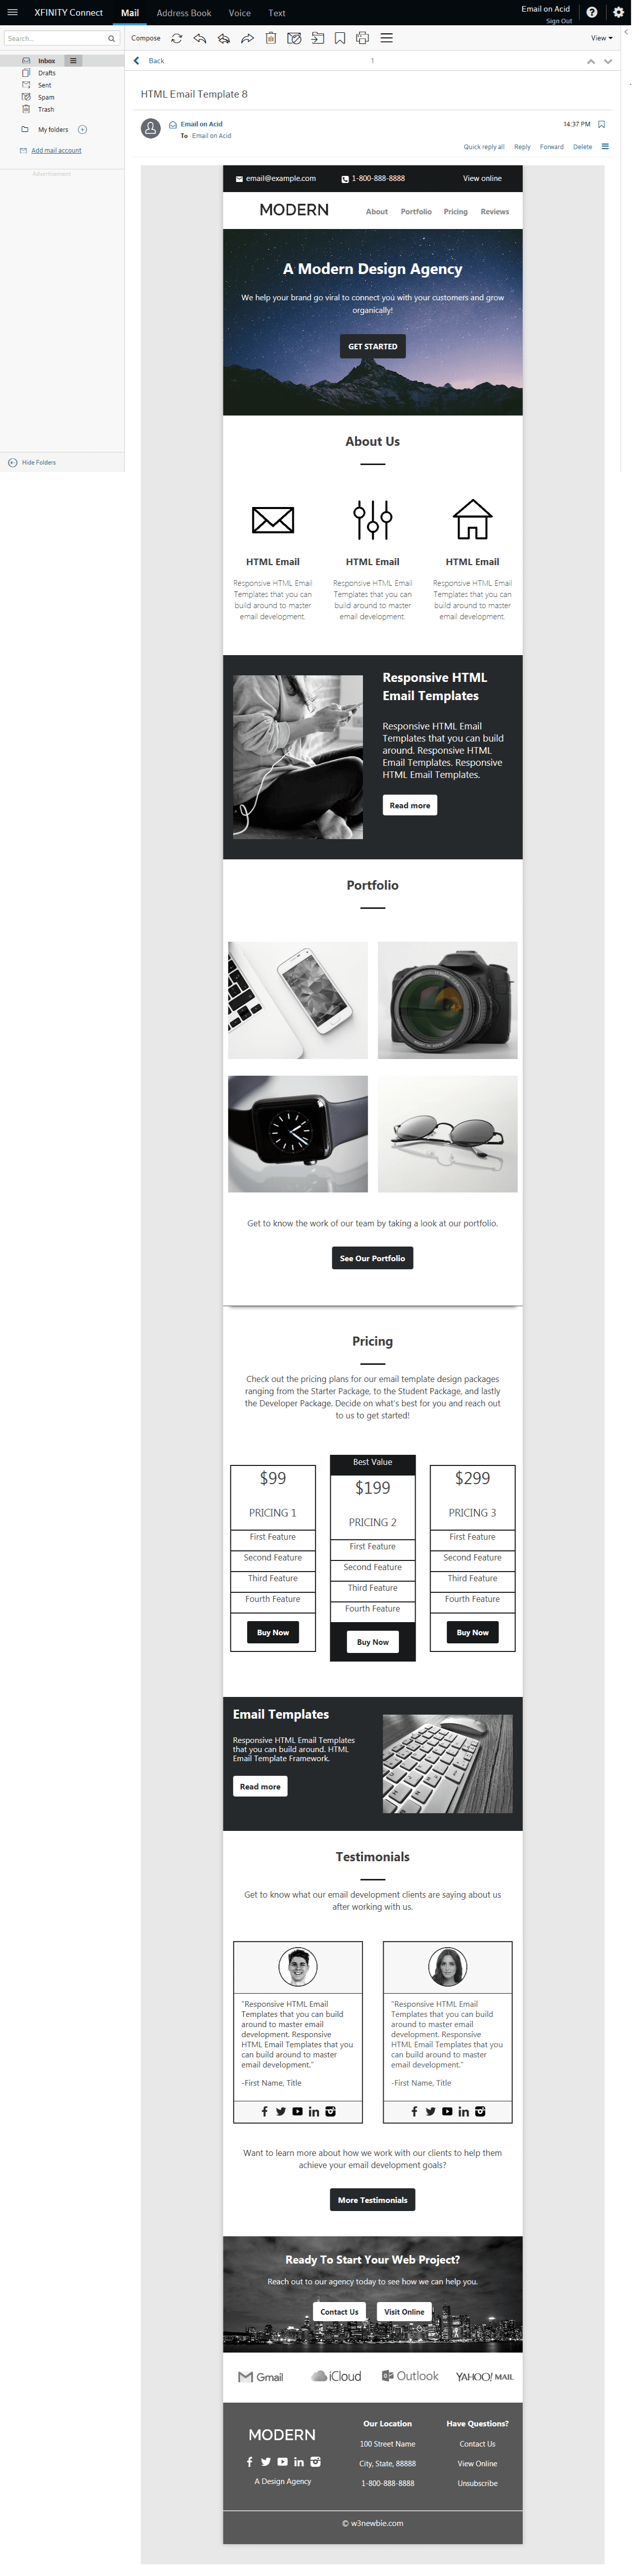 XFINITY Connect
Mail
Address Book
Voice
Text
Email on Acid
Sign Out
Search...
Compose
View
Inbox
Drafts
Sent
Spam
Trash
My folders
Add mail account
Advertisement
Hide Folders
Back
1
HTML Email Template 8
Email on Acid
To Email on Acid
14:37 PM
Quick reply all
Reply
Forward
Delete
email@example.com
1-800-888-8888
View online
MODERN
About
Portfolio
Pricing
Reviews
A Modern Design Agency
We help your brand go viral to connect you with your customers and grow
organically!
GET STARTED
About Us
HTML Email
Responsive HTML Email
Templates that you can
build around to master
email development.
HTML Email
Responsive HTML Email
Templates that you can
build around to master
email development.
HTML Email
Responsive HTML Email
Templates that you can
build around to master
email development.
Responsive HTML
Email Templates
Responsive HTML Email
Templates that you can build
around. Responsive HTML
Email Templates. Responsive
HTML Email Templates.
Read more
Portfolio
Get to know the work of our team by taking a look at our portfolio.
See Our Portfolio
Pricing
Check out the pricing plans for our email template design packages
ranging from the Starter Package, to the Student Package, and lastly
the Developer Package. Decide on what's best for you and reach out
to us to get started!
$99
PRICING 1
First Feature
Second Feature
Third Feature
Fourth Feature
Buy Now
Best Value
$199
PRICING 2
First Feature
Second Feature
Third Feature
Fourth Feature
Buy Now
$299
PRICING 3
First Feature
Second Feature
Third Feature
Fourth Feature
Buy Now
Email Templates
Responsive HTML Email Templates
that you can build around. HTML
Email Template Framework.
Read more
Testimonials
Get to know what our email development clients are saying about us
after working with us.
"Responsive HTML Email
Templates that you can build
around to master email
development. Responsive
HTML Email Templates that you
can build around to master
email development."
-First Name, Title
"Responsive HTML Email
Templates that you can build
around to master email
development. Responsive
HTML Email Templates that you
can build around to master
email development."
-First Name, Title
Want to learn more about how we work with our clients to help them
achieve your email development goals?
More Testimonials
Ready To Start Your Web Project?
Reach out to our agency today to see how we can help you.
Contact Us
Visit Online
Gmail
iCloud
Outlook
YAHOO! MAIL
MODERN
A Design Agency
Our Location
100 Street Name
City, State, 88888
1-800-888-8888
Have Questions?
Contact Us
View Online
Unsubscribe
© w3newbie.com